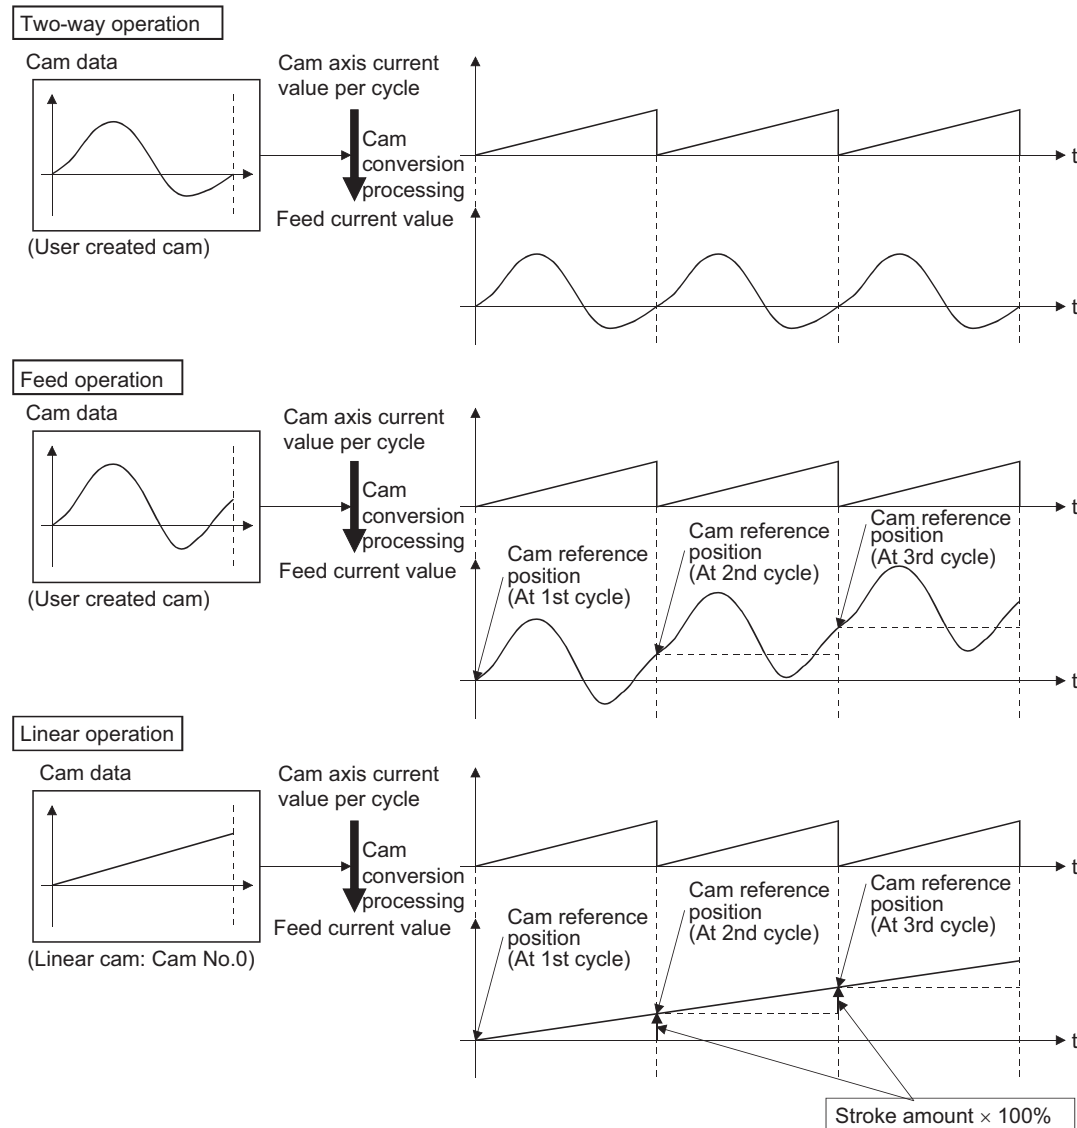 Two-way operation
Cam data
(User created cam)
Cam axis current
value per cycle
Cam
conversion
processing
Feed current value
t
t
Feed operation
Cam data
(User created cam)
Cam axis current
value per cycle
Cam
conversion
processing
Feed current value
t
Cam reference
position
(At 1st cycle)
Cam reference
position
(At 2nd cycle)
Cam reference
position
(At 3rd cycle)
t
Linear operation
Cam data
(Linear cam: Cam No.0)
Cam axis current
value per cycle
Cam
conversion
processing
Feed current value
t
Cam reference
position
(At 1st cycle)
Cam reference
position
(At 2nd cycle)
Cam reference
position
(At 3rd cycle)
t
Stroke amount × 100%